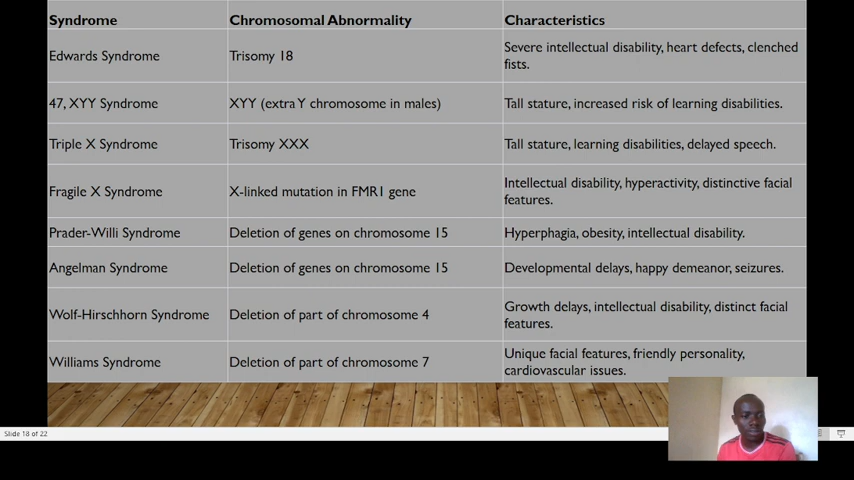 Syndrome Chromosomal Abnormality Characteristics
Edwards Syndrome Trisomy 18 Severe intellectual disability, heart defects, clenched
fists.
47, XYY Syndrome XYY (extra Y chromosome in males) Tall stature, increased risk of learning disabilities.
Triple X Syndrome Trisomy XXX Tall stature, learning disabilities, delayed speech.
Fragile X Syndrome X-linked mutation in FMR1 gene Intellectual disability, hyperactivity, distinctive facial
features.
Prader-Willi Syndrome Deletion of genes on chromosome 15 Hyperphagia, obesity, intellectual disability.
Angelman Syndrome Deletion of genes on chromosome 15 Developmental delays, happy demeanor, seizures.
Wolf-Hirschhorn Syndrome Deletion of part of chromosome 4 Growth delays, intellectual disability, distinct facial
features.
Williams Syndrome Deletion of part of chromosome 7 Unique facial features, friendly personality,
cardiovascular issues.
Slide 18 of 22